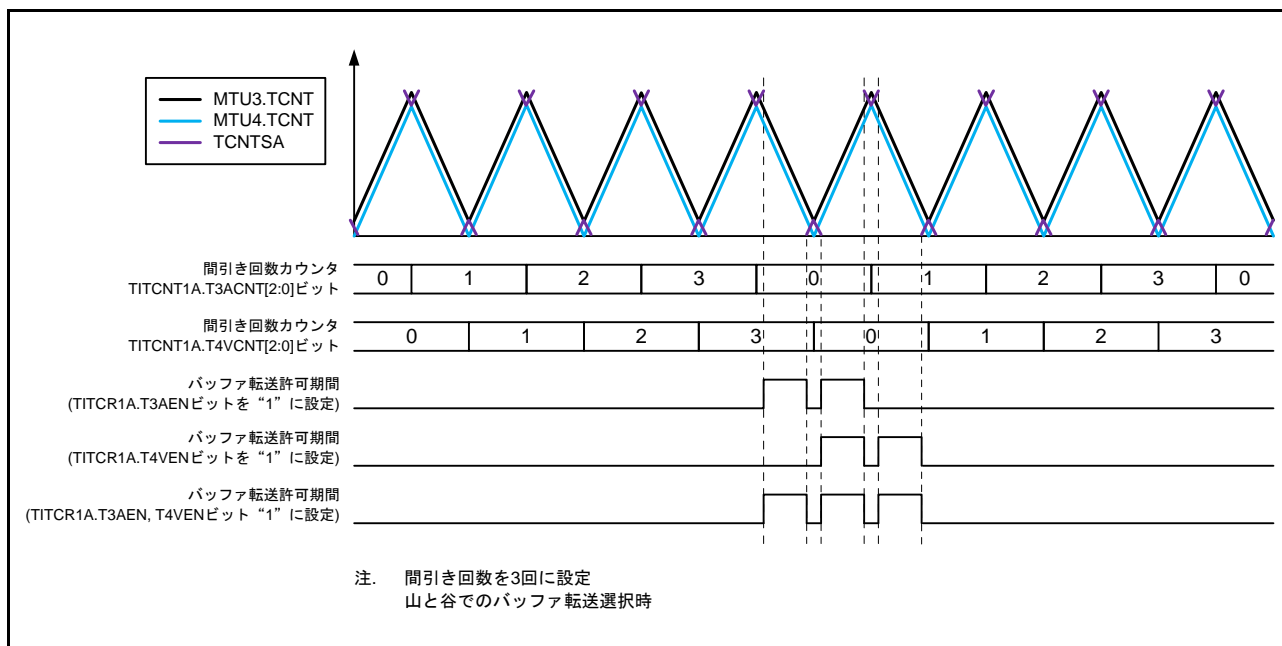 MTU3.TCNT
MTU4.TCNT
TCNTSA
間引き回数カウンタ
TITCNT1A.T3ACNT[2:0]ビット
0 1 2 3 0 1 2 3 0
間引き回数カウンタ
TITCNT1A.T4VCNT[2:0]ビット
0 1 2 3 0 1 2 3
バッファ転送許可期間
(TITCR1A.T3AENビットを“1”に設定)
バッファ転送許可期間
(TITCR1A.T4VENビットを“1”に設定)
バッファ転送許可期間
(TITCR1A.T3AEN, T4VENビット“1”に設定)
注. 間引き回数を3回に設定
山と谷でのバッファ転送選択時